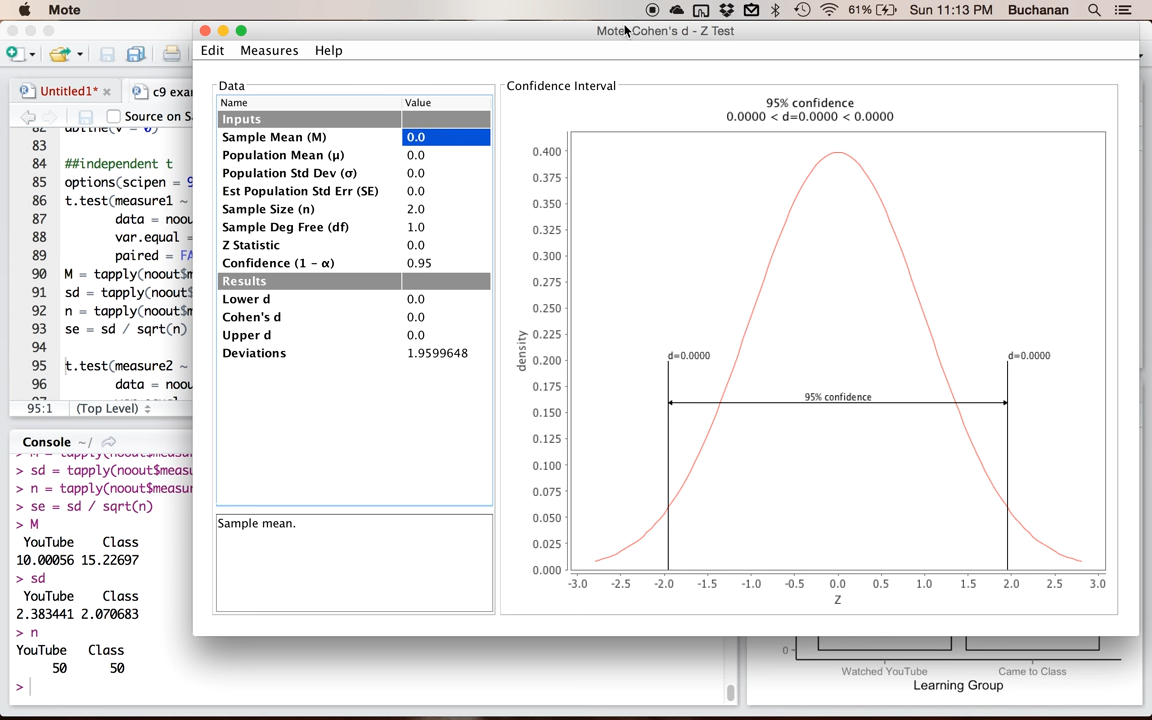 Mote
61%
Sun 11:13 PM
Buchanan
Mote
Cohen's d - Z Test
Edit
Measures
Help
Untitled1*
c9 exa
Source on S
82
83
84 ##independent t
85 options(scipen = 9
86 t.test(measure1 ~
87 data = noou
88 var.equal =
89 paired = FA
90 M = tapply(noout$m
91 sd = tapply(noout$
92 n = tapply(noout$m
93 se = sd / sqrt(n)
94
95 t.test(measure2 ~
96 data = noou
95:1
(Top Level)
Console ~/
> sd = tapply(noout$measu
> n = tapply(noout$measur
> se = sd / sqrt(n)
> M
YouTube Class
10.00056 15.22697
> sd
YouTube Class
2.383441 2.070683
> n
YouTube Class
50 50
>
Data
Name Value
Inputs
Sample Mean (M) 0.0
Population Mean (μ) 0.0
Population Std Dev (σ) 0.0
Est Population Std Err (SE) 0.0
Sample Size (n) 2.0
Sample Deg Free (df) 1.0
Z Statistic 0.0
Confidence (1 - α) 0.95
Results
Lower d 0.0
Cohen's d 0.0
Upper d 0.0
Deviations 1.9599648
Sample mean.
Confidence Interval
95% confidence
0.0000 < d=0.0000 < 0.0000
0.400
0.375
0.350
0.325
0.300
0.275
0.250
0.225
0.200
0.175
0.150
0.125
0.100
0.075
0.050
0.025
0.000
density
d=0.0000
d=0.0000
95% confidence
-3.0 -2.5 -2.0 -1.5 -1.0 -0.5 0.0 0.5 1.0 1.5 2.0 2.5 3.0
Z
0
Watched YouTube
Came to Class
Learning Group